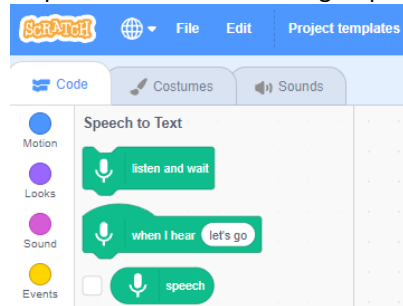 SCRATCH File Edit Project templates
Code Costumes Sounds
Speech to Text
Motion
listen and wait
Looks
when I hear let's go
Sound
speech
Events